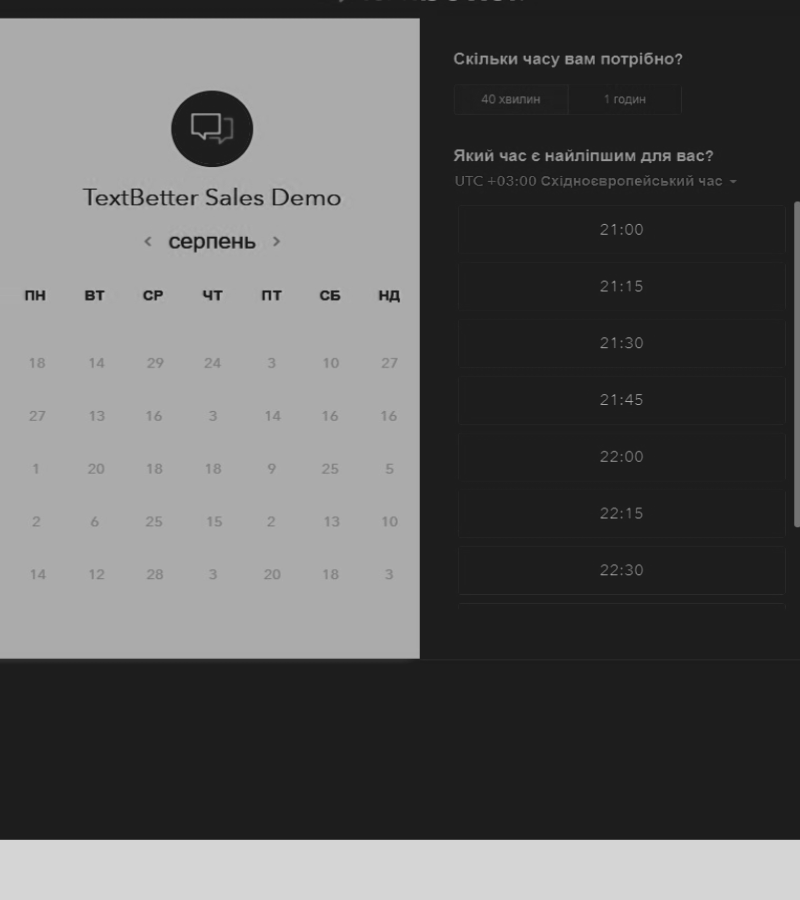 TextBetter Sales Demo
серпень
ПН ВТ СР ЧТ ПТ СБ НД
18 14 29 24 3 10 27
27 13 16 3 14 16 16
1 20 18 18 9 25 5
2 6 25 15 2 13 10
14 12 28 3 20 18 3
Скільки часу вам потрібно?
40 хвилин 1 годин
Який час є найліпшим для вас?
UTC +03:00 Східноєвропейський час
21:00
21:15
21:30
21:45
22:00
22:15
22:30